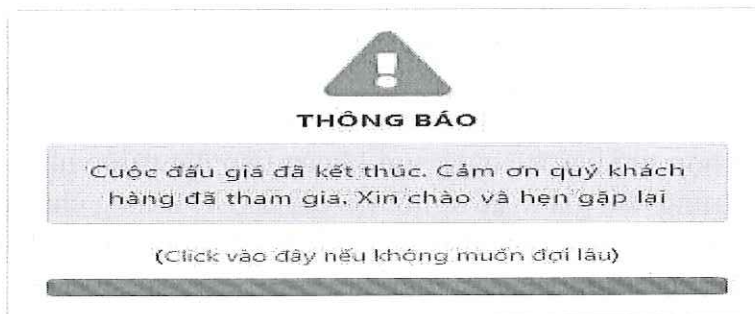 THÔNG BÁO
Cuộc đấu giá đã kết thúc. Cảm ơn quý khách
hàng đã tham gia. Xin chào và hẹn gặp lại
(Click vào đây nếu không muốn đợi lâu)